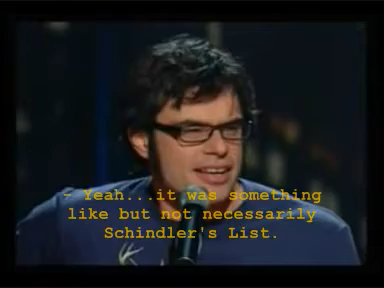 - Yeah...it was something
like but not necessarily
Schindler's List.